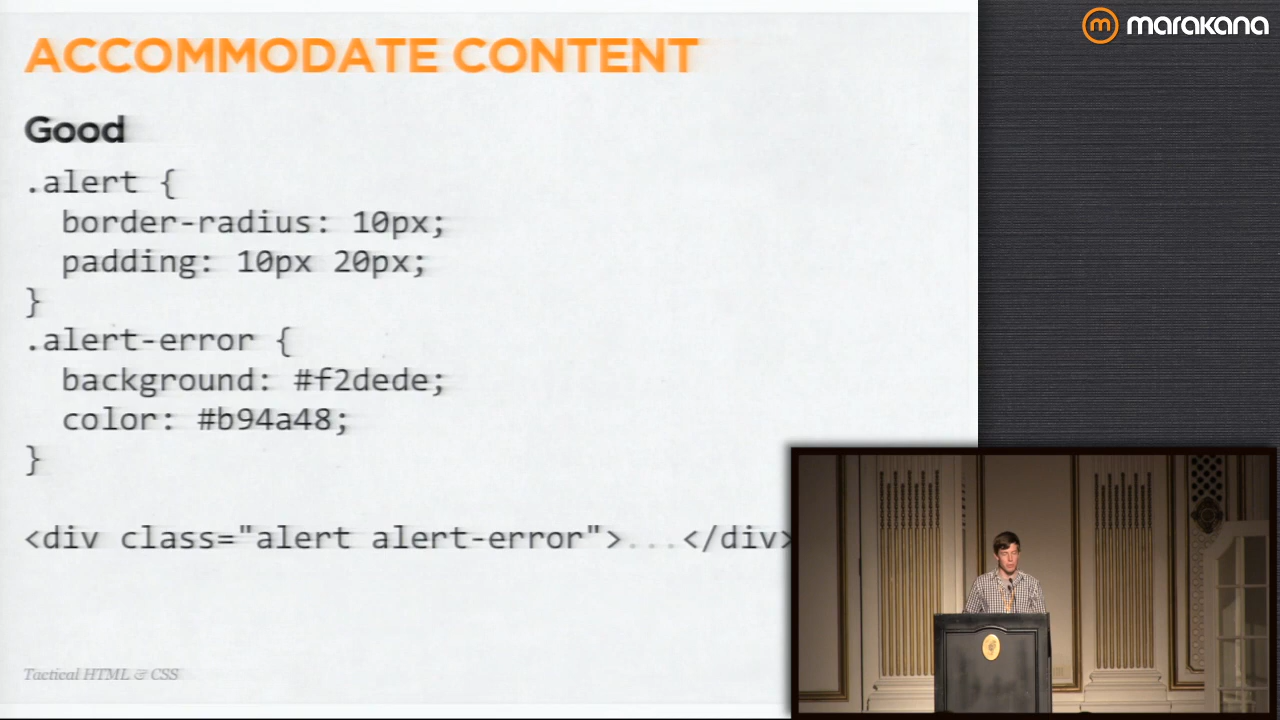 ACCOMMODATE CONTENT
marakana
Good
.alert {
  border-radius: 10px;
  padding: 10px 20px;
}
.alert-error {
  background: #f2dede;
  color: #b94a48;
}
<div class="alert alert-error">...</div>
Tactical HTML & CSS